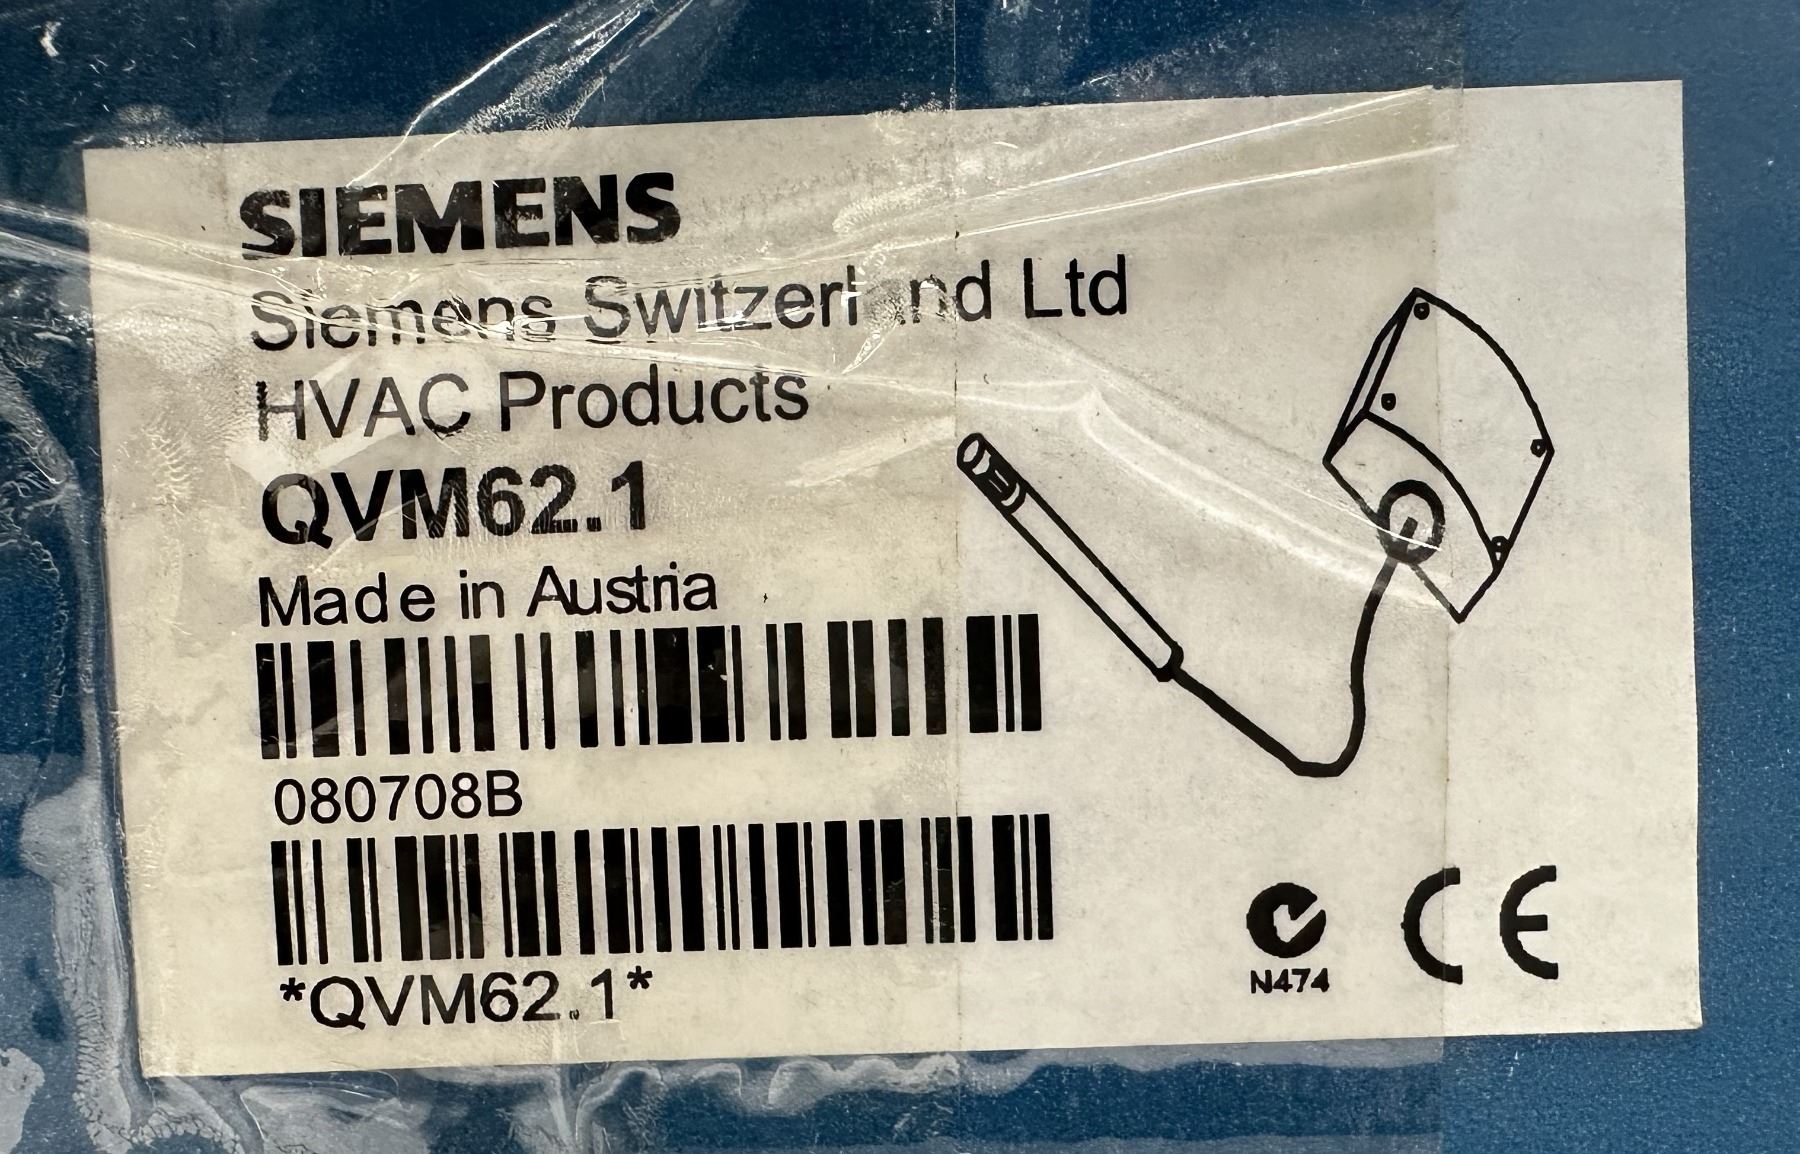 SIEMENS
Siemens Switzerland Ltd
HVAC Products
QVM62.1
Made in Austria
080708B
*QVM62.1*
N474
CE